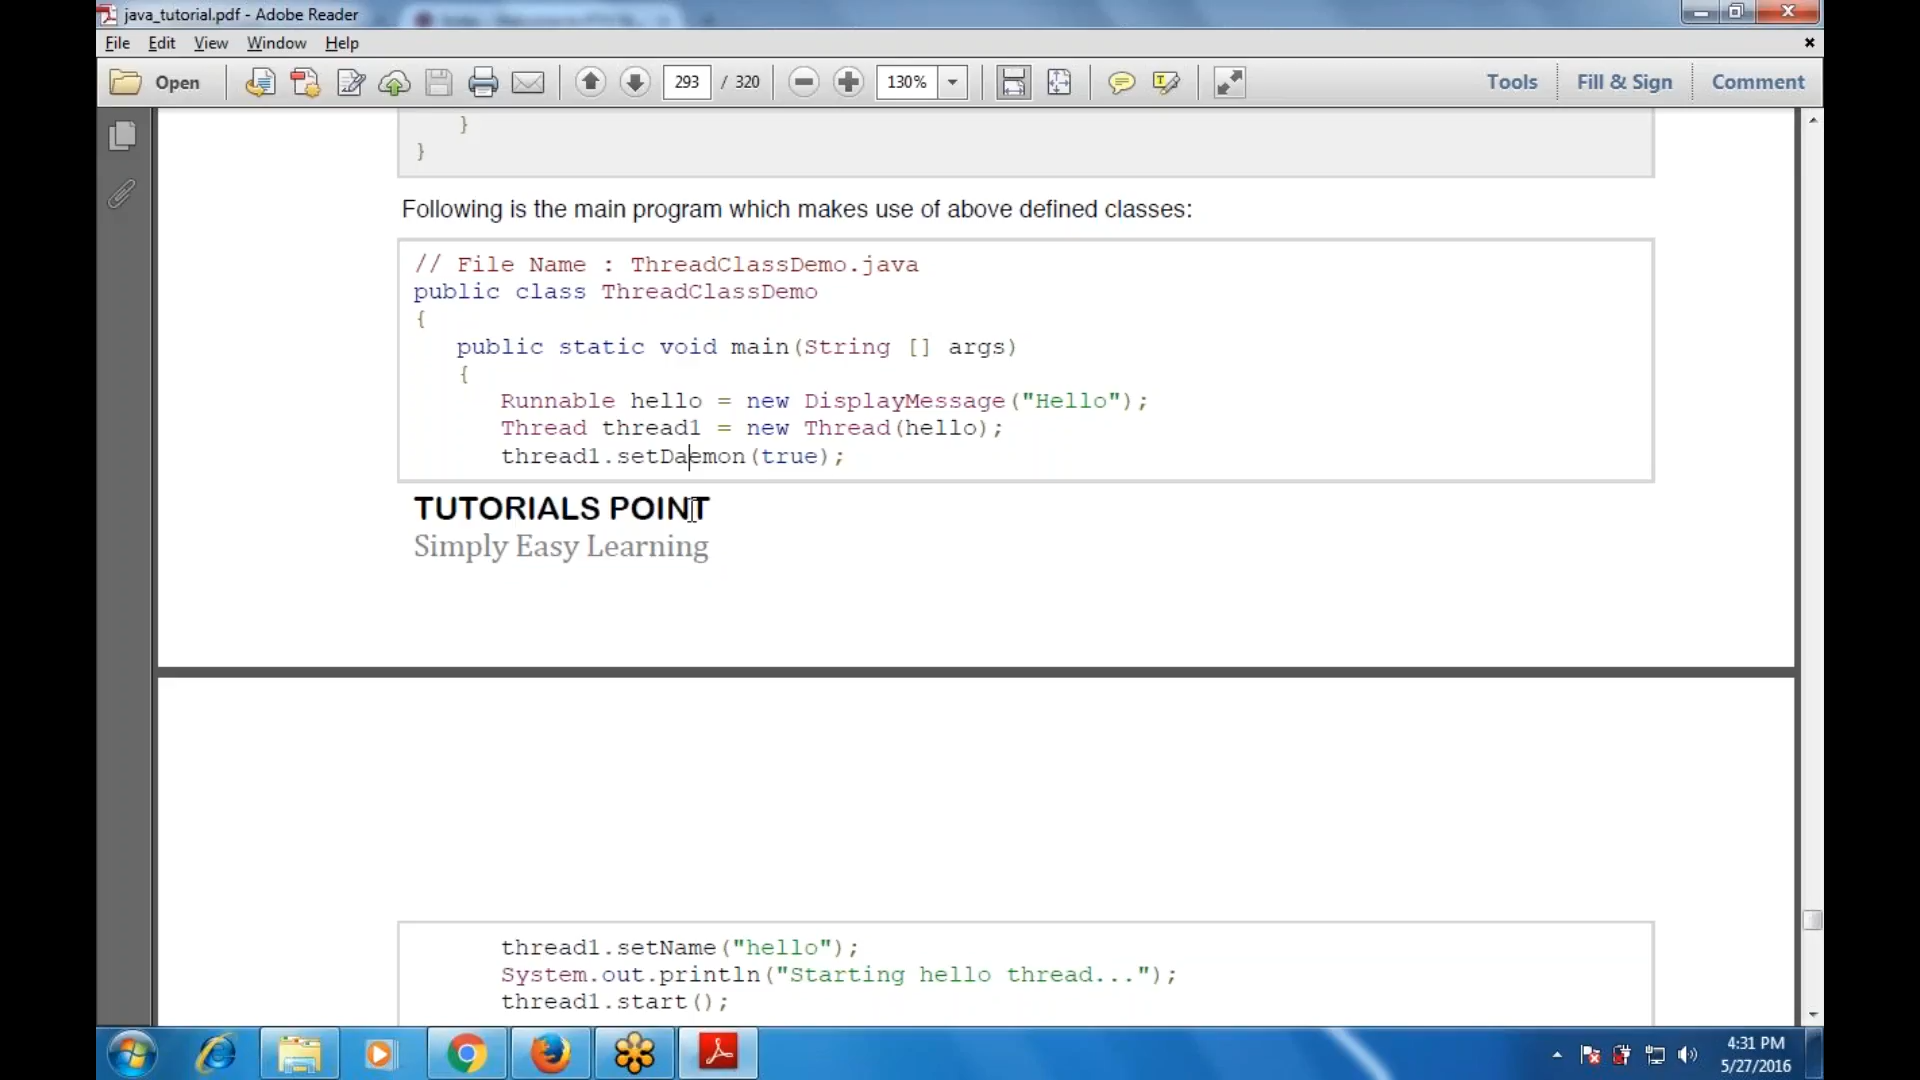 java_tutorial.pdf - Adobe Reader
File Edit View Window Help
Open 293 / 320 130% Tools Fill & Sign Comment
}
}
Following is the main program which makes use of above defined classes:
// File Name : ThreadClassDemo.java
public class ThreadClassDemo
{
public static void main(String [] args)
{
Runnable hello = new DisplayMessage("Hello");
Thread thread1 = new Thread(hello);
thread1.setDaemon(true);
TUTORIALS POINT
Simply Easy Learning
thread1.setName("hello");
System.out.println("Starting hello thread...");
thread1.start();
4:31 PM
5/27/2016